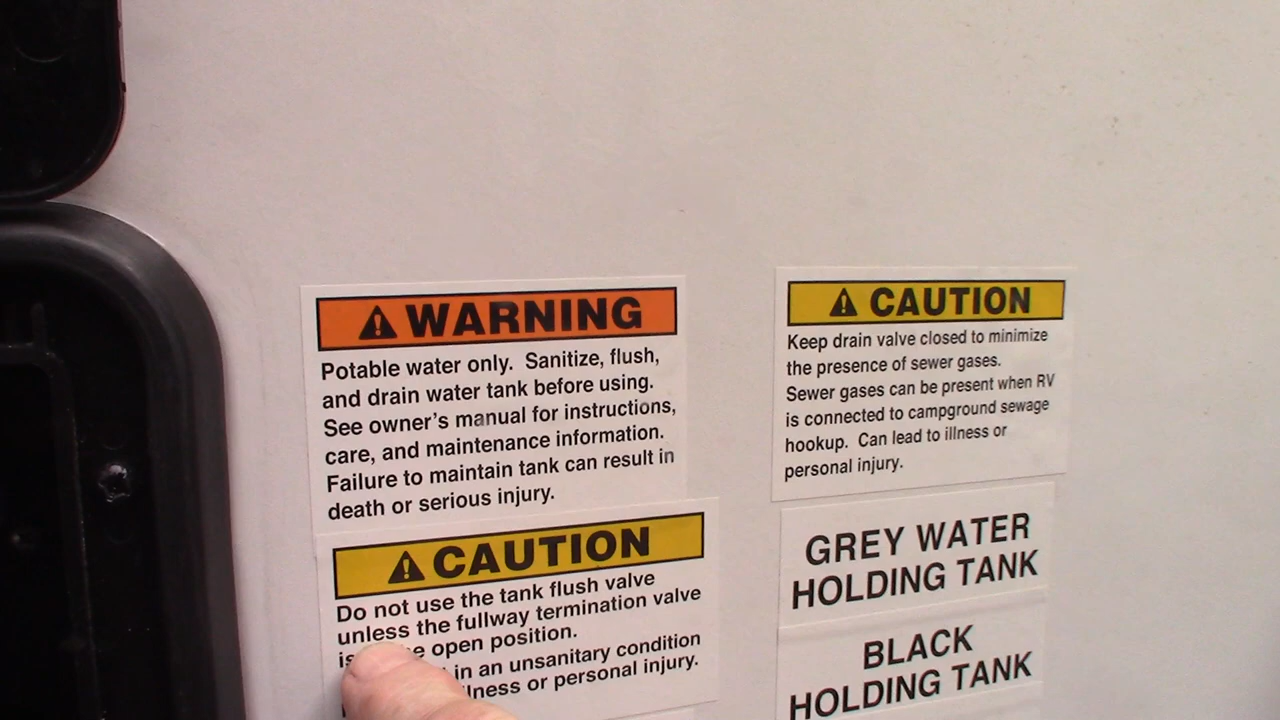 WARNING
Potable water only. Sanitize, flush,
and drain water tank before using.
See owner's manual for instructions,
care, and maintenance information.
Failure to maintain tank can result in
death or serious injury.
CAUTION
Do not use the tank flush valve
unless the fullway termination valve
open position.
in an unsanitary condition
or personal injury.
CAUTION
Keep drain valve closed to minimize
the presence of sewer gases.
Sewer gases can be present when RV
is connected to campground sewage
hookup. Can lead to illness or
personal injury.
GREY WATER
HOLDING TANK
BLACK
HOLDING TANK